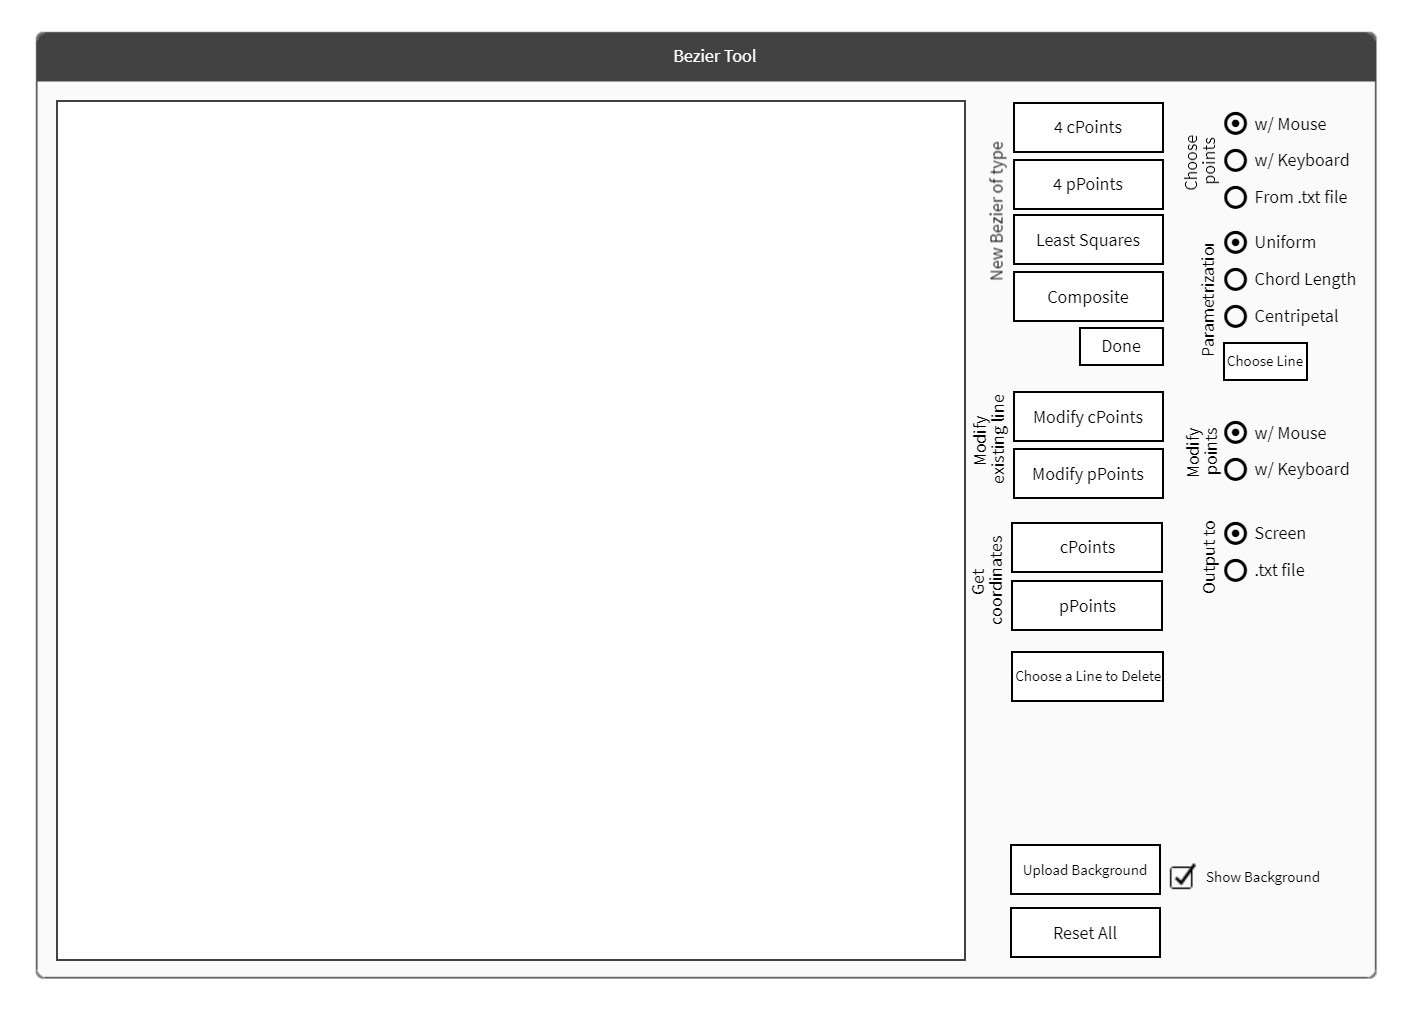 Bezier Tool
New Bezier of type
4 cPoints
4 pPoints
Least Squares
Composite
Done
Choose
points
w/ Mouse
w/ Keyboard
From .txt file
Parametrizatior
Uniform
Chord Length
Centripetal
Choose Line
Modify
existing line
Modify cPoints
Modify pPoints
Modify
points
w/ Mouse
w/ Keyboard
Get
coordinates
cPoints
pPoints
Output to
Screen
.txt file
Choose a Line to Delete
Upload Background
Show Background
Reset All